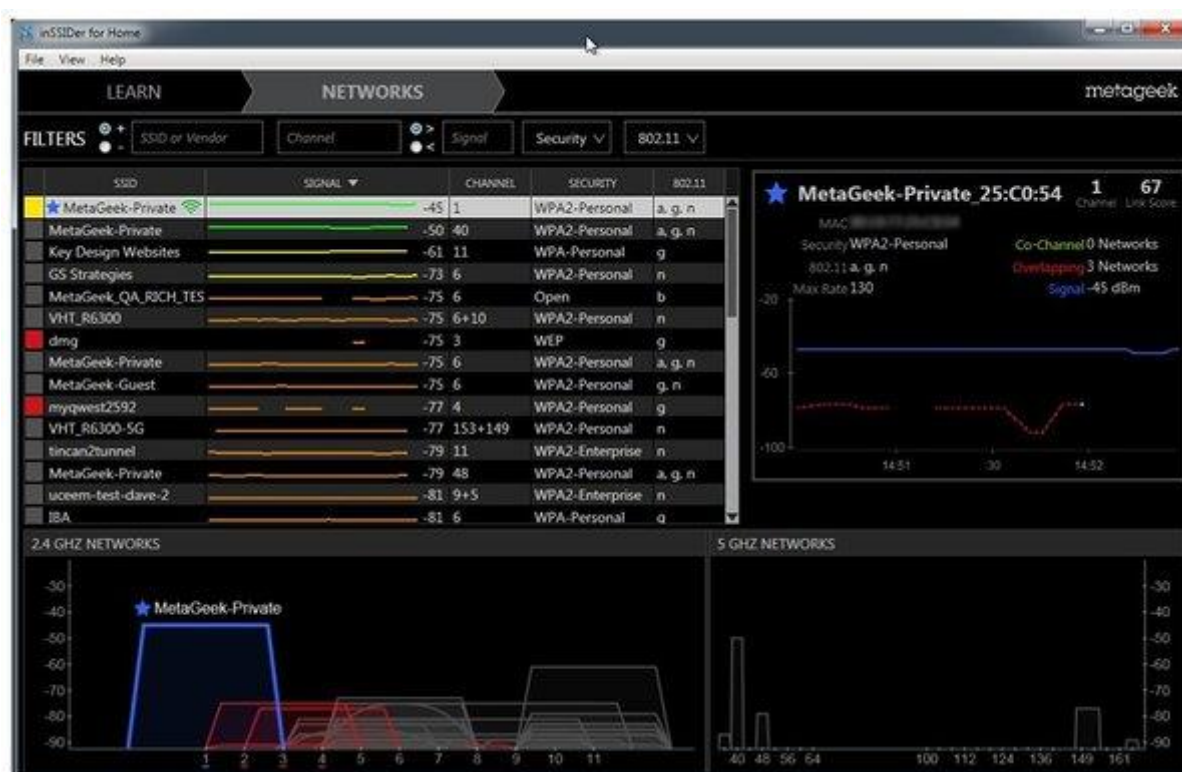 inSSIDer for Home
File View Help
LEARN NETWORKS metageek
FILTERS + - SSID or Vendor Channel > < Signal Security 802.11
SSID SIGNAL CHANNEL SECURITY 802.11
MetaGeek-Private -45 1 WPA2-Personal a, g, n
MetaGeek-Private -50 40 WPA2-Personal a, g, n
Key Design Websites -61 11 WPA-Personal g
GS Strategies -73 6 WPA2-Personal n
MetaGeek_QA_RICH_TES -75 6 Open b
VHT_R6300 -75 6+10 WPA2-Personal n
dmg -75 3 WEP g
MetaGeek-Private -75 6 WPA2-Personal a, g, n
MetaGeek-Guest -75 6 WPA2-Personal g, n
myqwest2592 -77 4 WPA2-Personal g
VHT_R6300-5G -77 153+149 WPA2-Personal n
tincan2tunnel -79 11 WPA2-Enterprise n
MetaGeek-Private -79 48 WPA2-Personal a, g, n
uceem-test-dave-2 -81 9+5 WPA2-Enterprise n
IBA -81 6 WPA-Personal g
MetaGeek-Private_25:C0:54 1 67
Channel Link Score
MAC
Security WPA2-Personal Co-Channel 0 Networks
802.11 a, g, n Overlapping 3 Networks
Max Rate 130 Signal -45 dBm
-20
-60
-100
14:51 :30 14:52
2.4 GHZ NETWORKS
-30
-40
MetaGeek-Private
-50
-60
-70
-80
-90
1 2 3 4 5 6 7 8 9 10 11
5 GHZ NETWORKS
-30
-40
-50
-60
-70
-80
-90
40 48 56 64 100 112 124 136 149 161